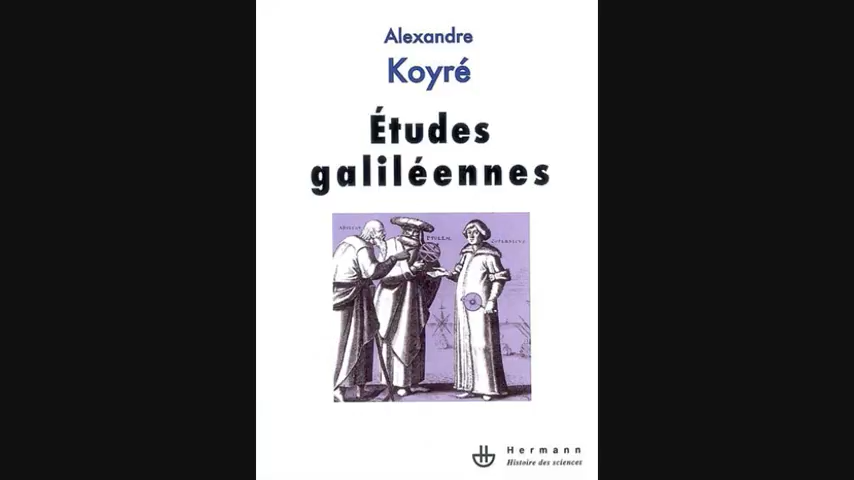 Alexandre
Koyré
Études
galiléennes
Hermann
Histoire des sciences